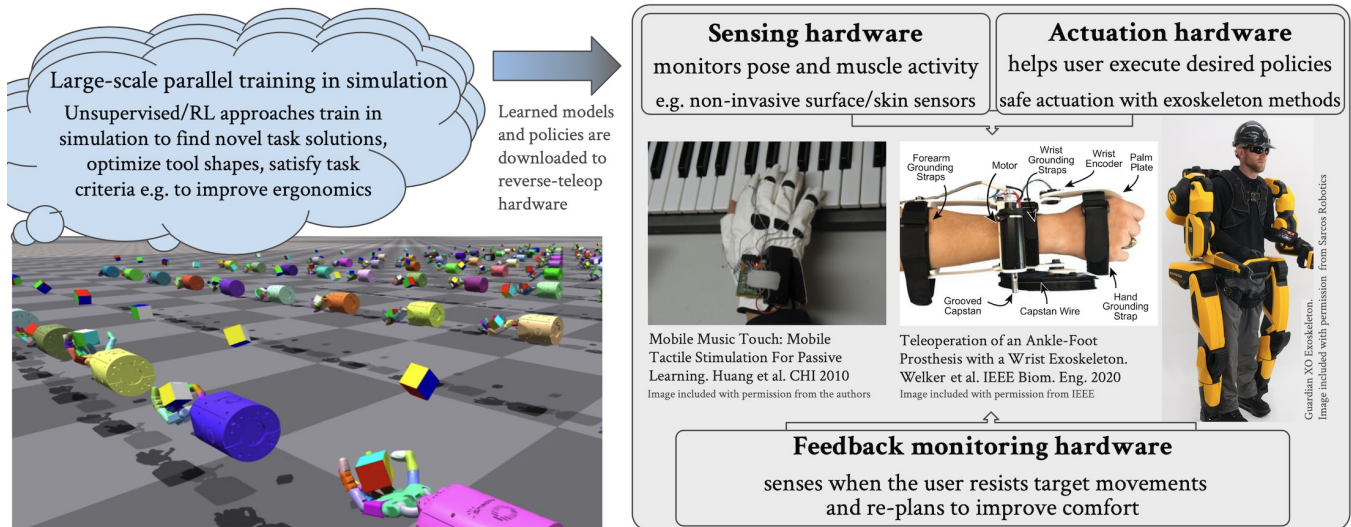 Large-scale parallel training in simulation
Unsupervised/RL approaches train in
simulation to find novel task solutions,
optimize tool shapes, satisfy task
criteria e.g. to improve ergonomics
Learned models
and policies are
downloaded to
reverse-teleop
hardware
Sensing hardware
monitors pose and muscle activity
e.g. non-invasive surface/skin sensors
Actuation hardware
helps user execute desired policies
safe actuation with exoskeleton methods
Forearm
Grounding
Straps
Motor
Wrist
Grounding
Straps
Wrist
Encoder
Palm
Plate
Grooved
Capstan
Capstan Wire
Hand
Grounding
Strap
Mobile Music Touch: Mobile
Tactile Stimulation For Passive
Learning. Huang et al. CHI 2010
Image included with permission from the authors
Teleoperation of an Ankle-Foot
Prosthesis with a Wrist Exoskeleton.
Welker et al. IEEE Biom. Eng. 2020
Image included with permission from IEEE
Guardian XO Exoskeleton.
Image included with permission from Sarcos Robotics
Feedback monitoring hardware
senses when the user resists target movements
and re-plans to improve comfort